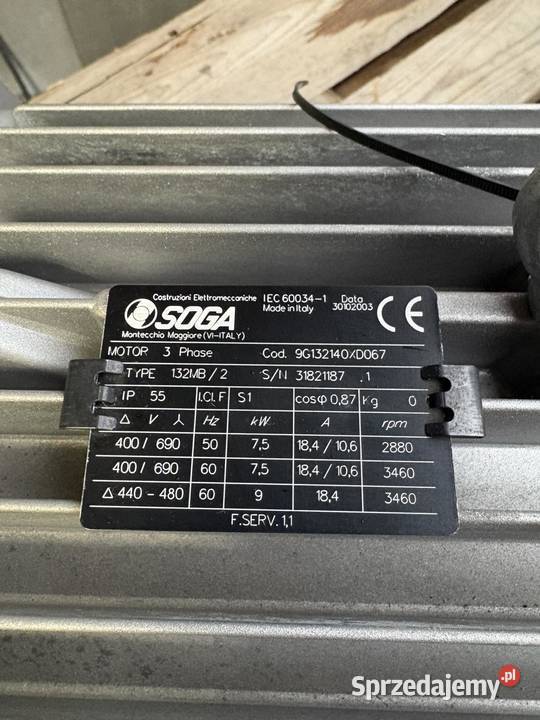 Costruzioni Elettromeccaniche IEC 60034-1 Data
SOGA Made in Italy 30102003 CE
Montecchio Maggiore (VI-ITALY)
MOTOR 3 Phase Cod. 9G132140XD067
TYPE 132MB/2 S/N 31821187 .1
IP 55 I.Cl. F S1 cosφ 0,87 Kg 0
Δ V ⅄ Hz kW A rpm
400 / 690 50 7,5 18,4 / 10,6 2880
400 / 690 60 7,5 18,4 / 10,6 3460
Δ 440 - 480 60 9 18,4 3460
F.SERV. 1,1
Sprzedajemy.pl